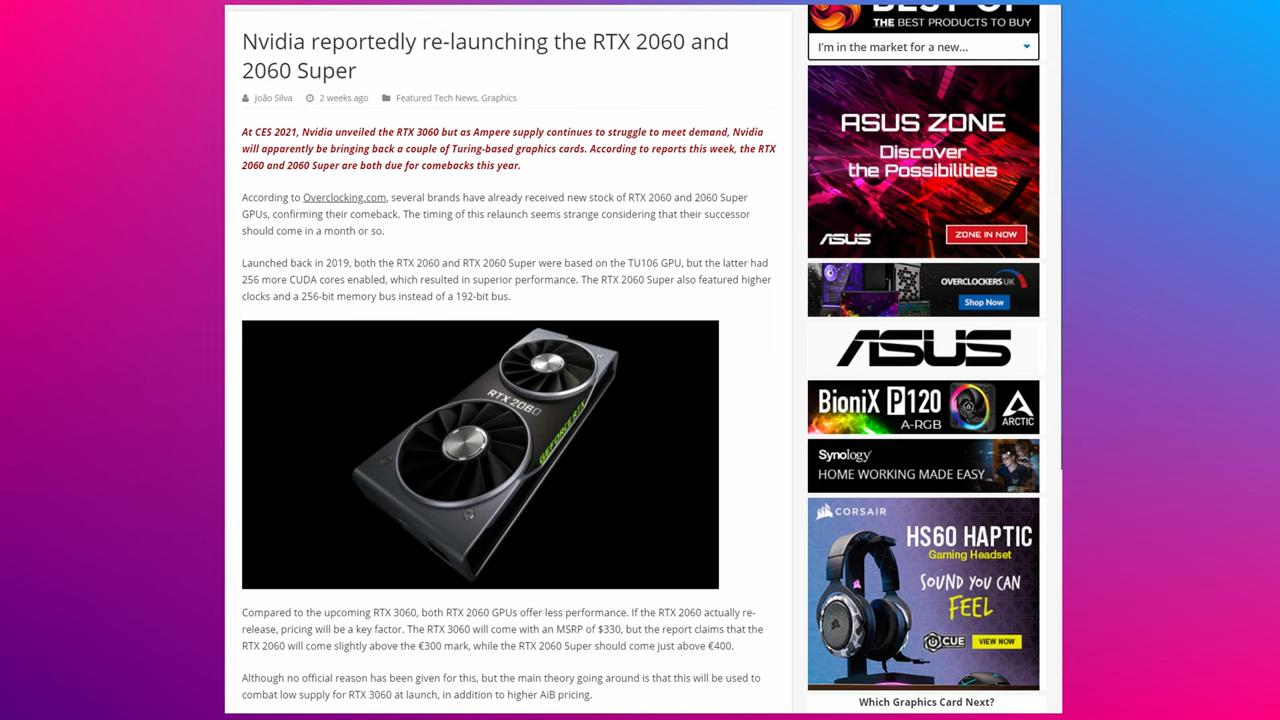 Nvidia reportedly re-launching the RTX 2060 and
2060 Super
João Silva 2 weeks ago Featured Tech News, Graphics
At CES 2021, Nvidia unveiled the RTX 3060 but as Ampere supply continues to struggle to meet demand, Nvidia
will apparently be bringing back a couple of Turing-based graphics cards. According to reports this week, the RTX
2060 and 2060 Super are both due for comebacks this year.
According to Overclocking.com, several brands have already received new stock of RTX 2060 and 2060 Super
GPUs, confirming their comeback. The timing of this relaunch seems strange considering that their successor
should come in a month or so.
Launched back in 2019, both the RTX 2060 and RTX 2060 Super were based on the TU106 GPU, but the latter had
256 more CUDA cores enabled, which resulted in superior performance. The RTX 2060 Super also featured higher
clocks and a 256-bit memory bus instead of a 192-bit bus.
RTX 2060
GEFORCE RTX
Compared to the upcoming RTX 3060, both RTX 2060 GPUs offer less performance. If the RTX 2060 actually re-
release, pricing will be a key factor. The RTX 3060 will come with an MSRP of $330, but the report claims that the
RTX 2060 will come slightly above the €300 mark, while the RTX 2060 Super should come just above €400.
Although no official reason has been given for this, but the main theory going around is that this will be used to
combat low supply for RTX 3060 at launch, in addition to higher AiB pricing.
BEST OF
THE BEST PRODUCTS TO BUY
I'm in the market for a new...
ASUS ZONE
Discover
the Possibilities
ASUS
ZONE IN NOW
OVERCLOCKERS UK
Shop Now
ASUS
BioniX P120
A-RGB
ARCTIC
Synology
HOME WORKING MADE EASY
CORSAIR
HS60 HAPTIC
Gaming Headset
SOUND YOU CAN
FEEL
iCUE
VIEW NOW
Which Graphics Card Next?